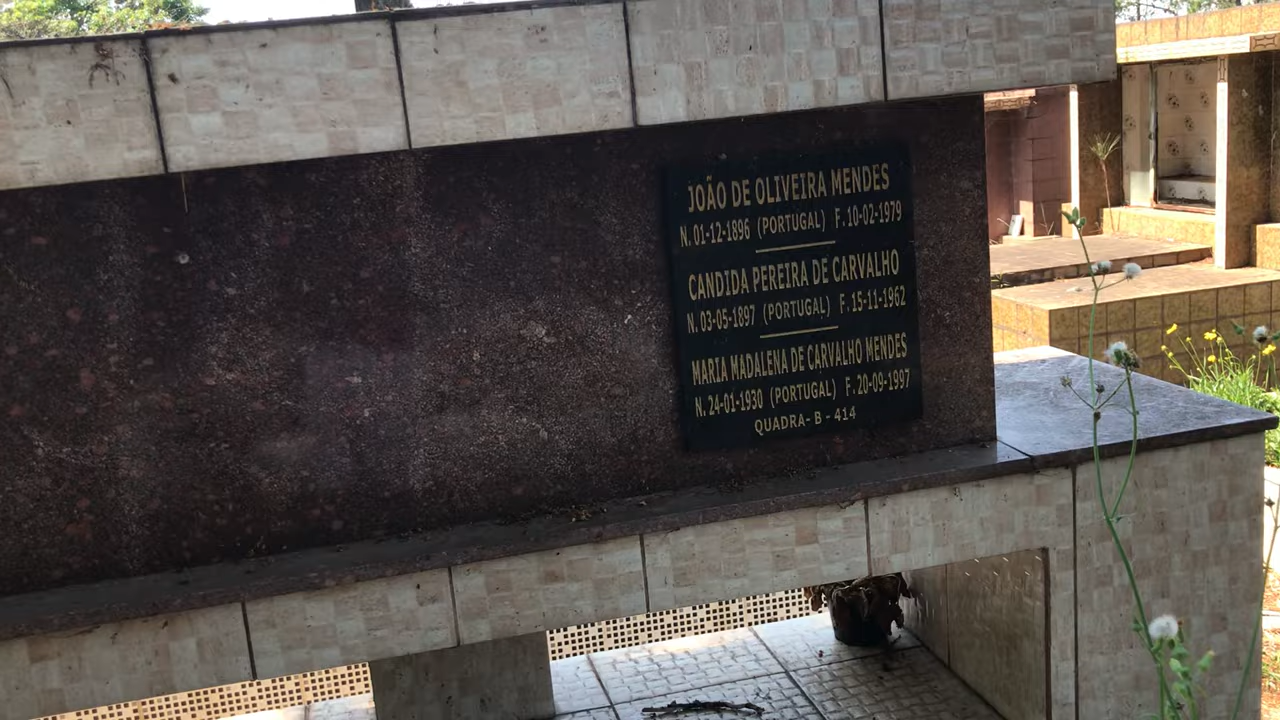 JOÃO DE OLIVEIRA MENDES
N. 01-12-1896 (PORTUGAL) F. 10-02-1979
CANDIDA PEREIRA DE CARVALHO
N. 03-05-1897 (PORTUGAL) F. 15-11-1962
MARIA MADALENA DE CARVALHO MENDES
N. 24-01-1930 (PORTUGAL) F. 20-09-1997
QUADRA- B - 414